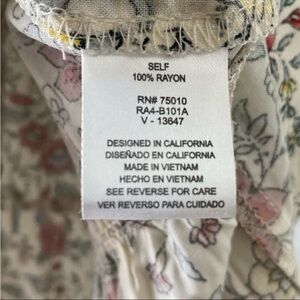 SELF
100% RAYON
RN# 75010
RA4-B101A
V - 13647
DESIGNED IN CALIFORNIA
DISEÑADO EN CALIFORNIA
MADE IN VIETNAM
HECHO EN VIETNAM
SEE REVERSE FOR CARE
VER REVERSO PARA CUIDADO